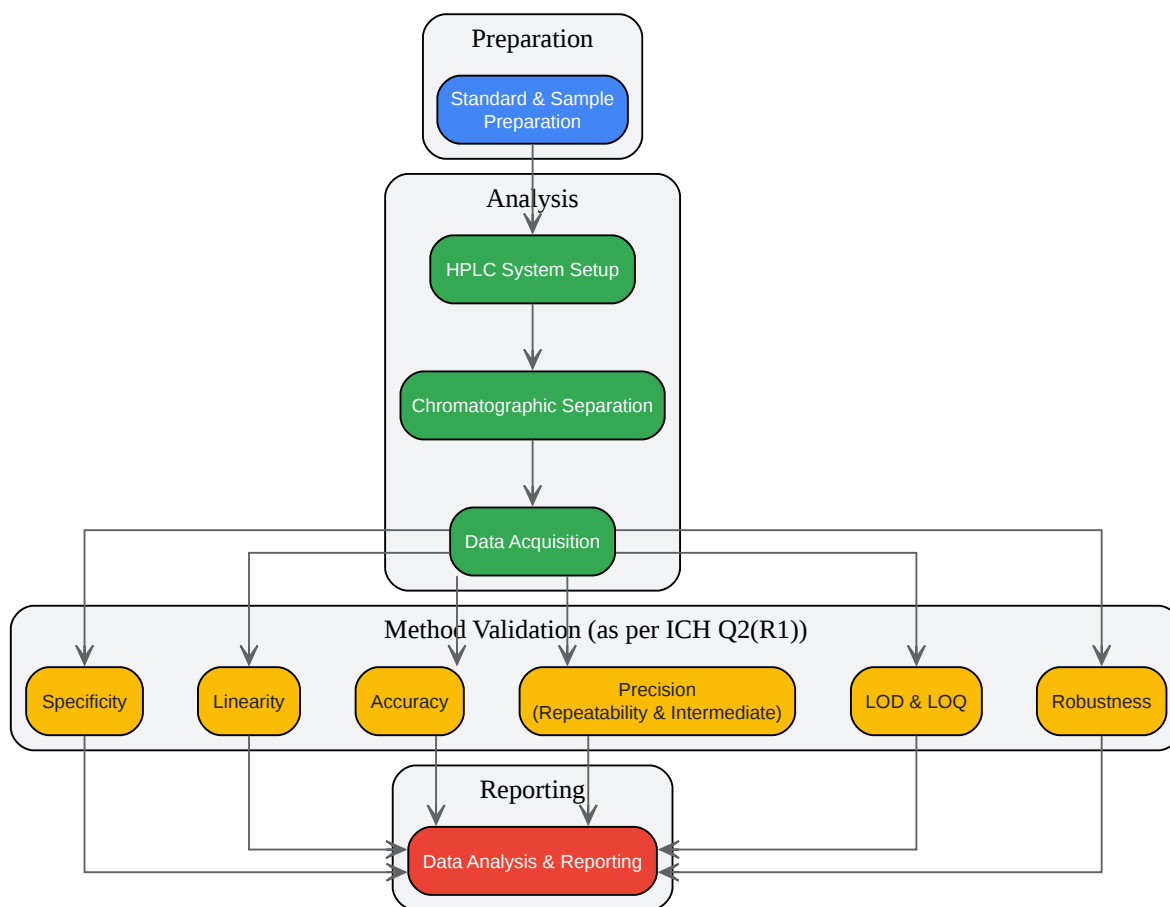 Preparation
Standard & Sample
Preparation
Analysis
HPLC System Setup
Chromatographic Separation
Data Acquisition
Method Validation (as per ICH Q2(R1))
Specificity
Linearity
Accuracy
Precision
(Repeatability & Intermediate)
LOD & LOQ
Robustness
Reporting
Data Analysis & Reporting